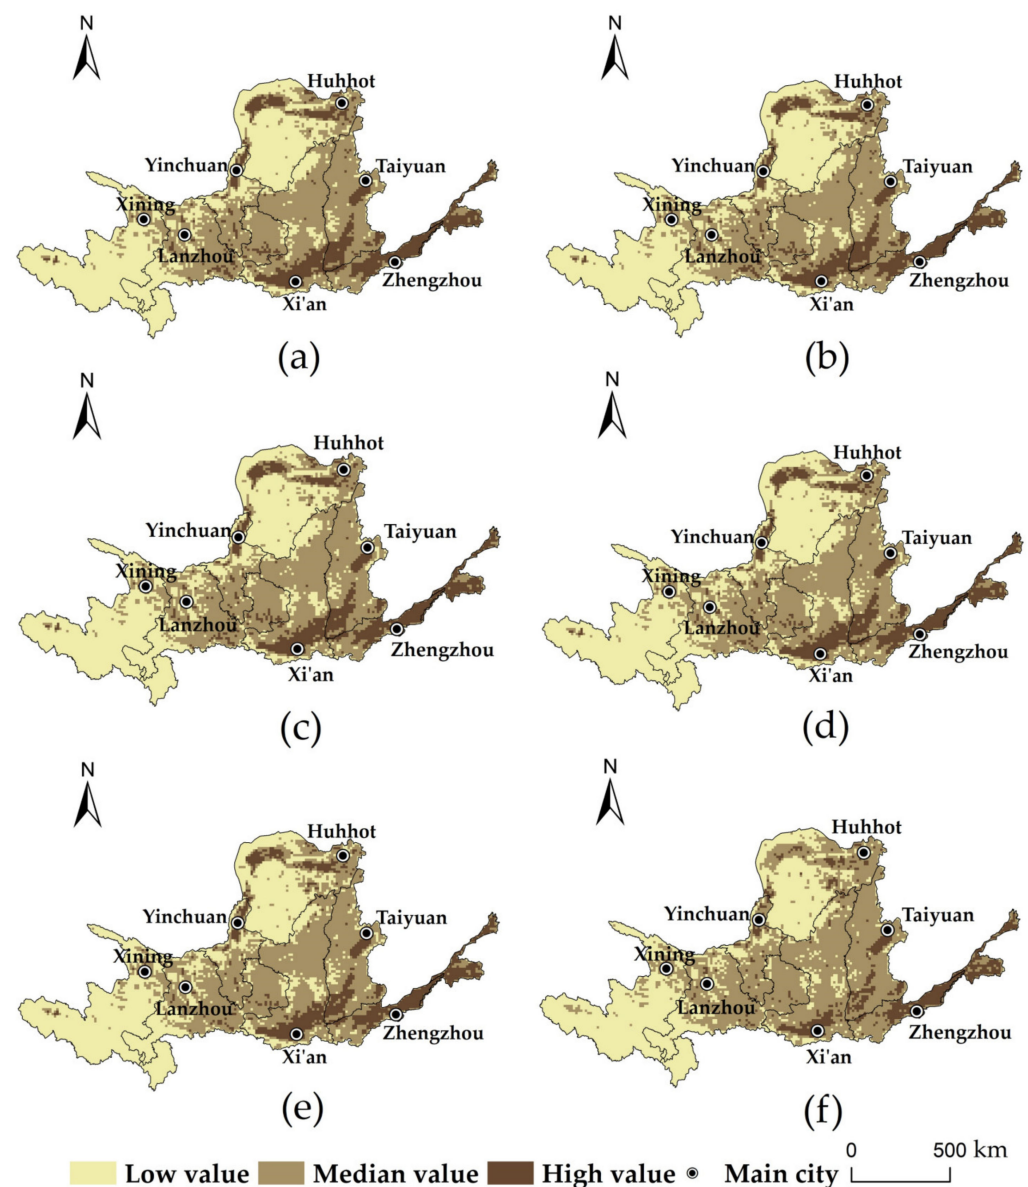 N
N
Huhhot
Huhhot
Yinchuan
Taiyuan
Yinchuan
Taiyuan
Xining
Xining
Lanzhou
Zhengzhou
Lanzhou
Zhengzhou
Xi'an
Xi'an
(a)
(b)
N
N
Huhhot
Huhhot
Yinchuan
Taiyuan
Yinchuan
Taiyuan
Xining
Xining
Lanzhou
Zhengzhou
Lanzhou
Zhengzhou
Xi'an
Xi'an
(c)
(d)
N
N
Huhhot
Huhhot
Yinchuan
Taiyuan
Yinchuan
Taiyuan
Xining
Xining
Lanzhou
Zhengzhou
Lanzhou
Zhengzhou
Xi'an
Xi'an
(e)
(f)
0 500 km
Low value Median value High value Main city